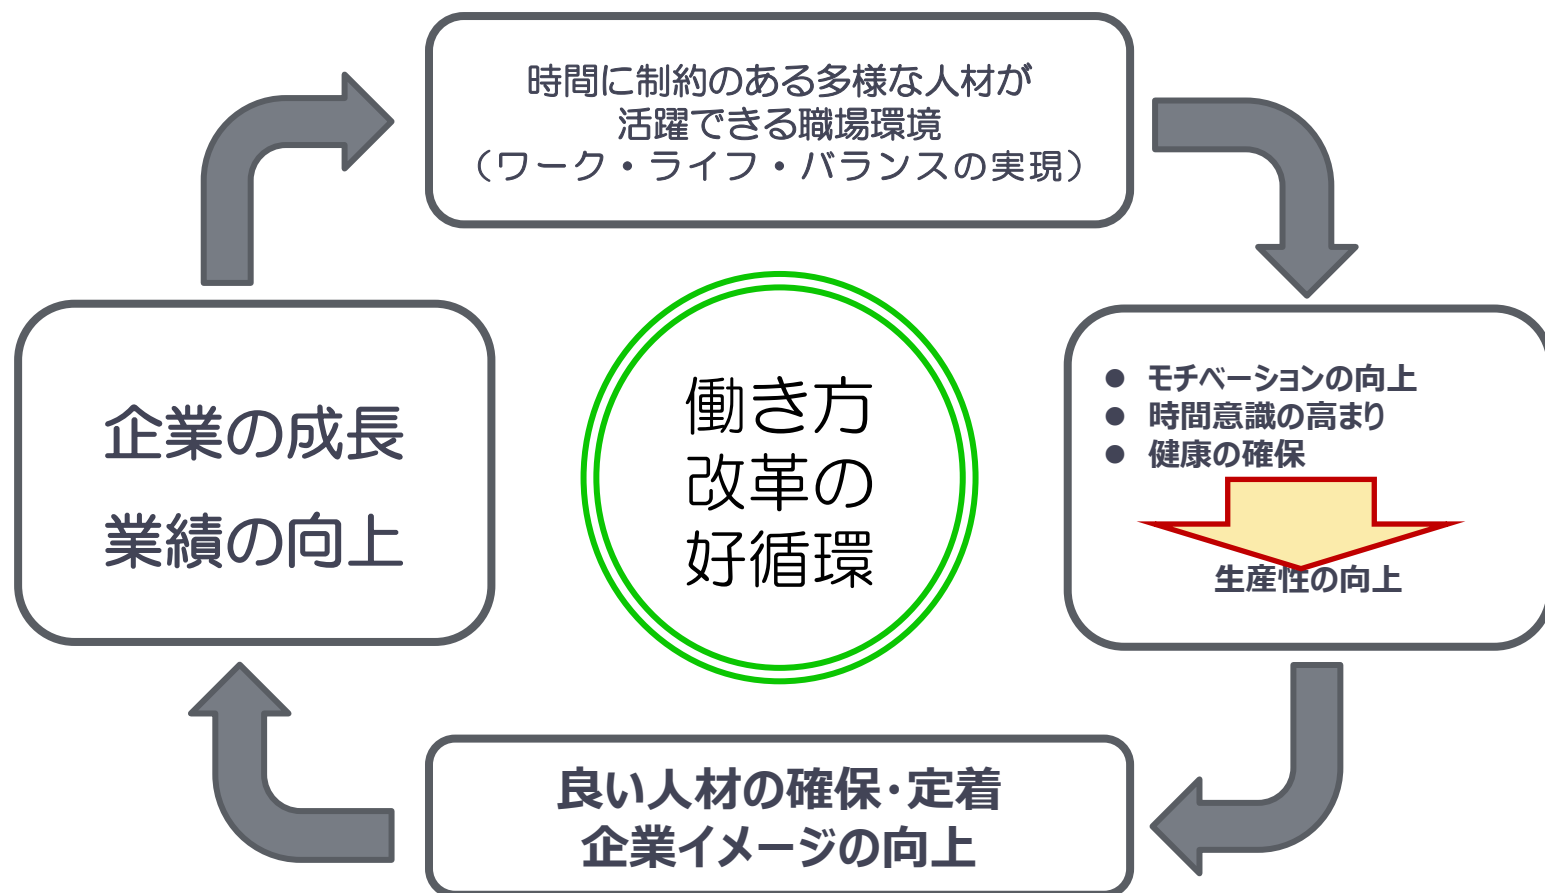 時間に制約のある多様な人材が
活躍できる職場環境
（ワーク・ライフ・バランスの実現）
● モチベーションの向上
● 時間意識の高まり
● 健康の確保
生産性の向上
良い人材の確保・定着
企業イメージの向上
企業の成長
業績の向上
働き方
改革の
好循環